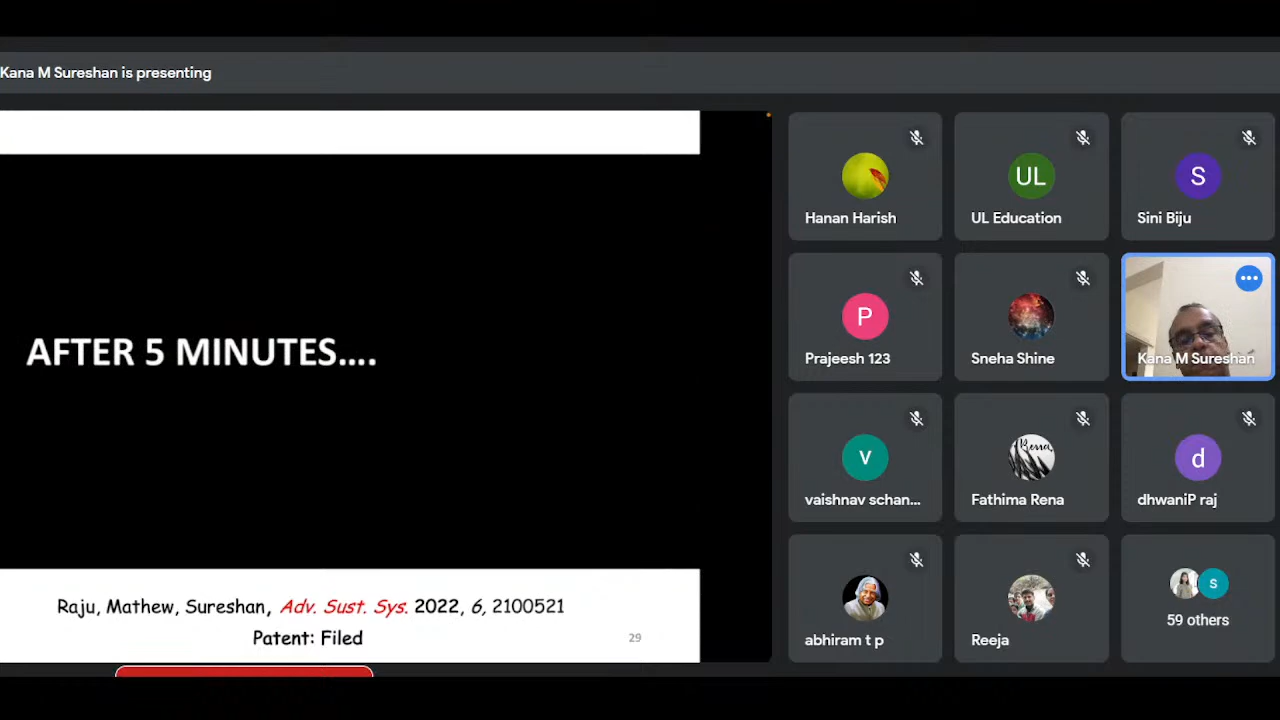 Kana M Sureshan is presenting
AFTER 5 MINUTES....
Raju, Mathew, Sureshan, Adv. Sust. Sys. 2022, 6, 2100521
Patent: Filed
29
Hanan Harish
UL
UL Education
S
Sini Biju
P
Prajeesh 123
Sneha Shine
Kana M Sureshan
v
vaishnav schan...
Rena
Fathima Rena
d
dhwaniP raj
abhiram t p
Reeja
S
59 others